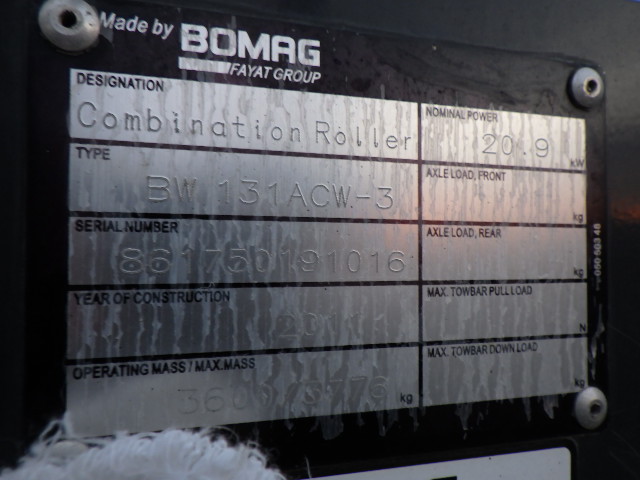 Made by BOMAG
FAYAT GROUP
DESIGNATION
Combination Roller
NOMINAL POWER
20.9 kW
TYPE
BW 131ACW-3
AXLE LOAD, FRONT
kg
SERIAL NUMBER
861750191016
AXLE LOAD, REAR
kg
YEAR OF CONSTRUCTION
MAX. TOWBAR PULL LOAD
N
OPERATING MASS / MAX.MASS
kg
MAX. TOWBAR DOWN LOAD
kg